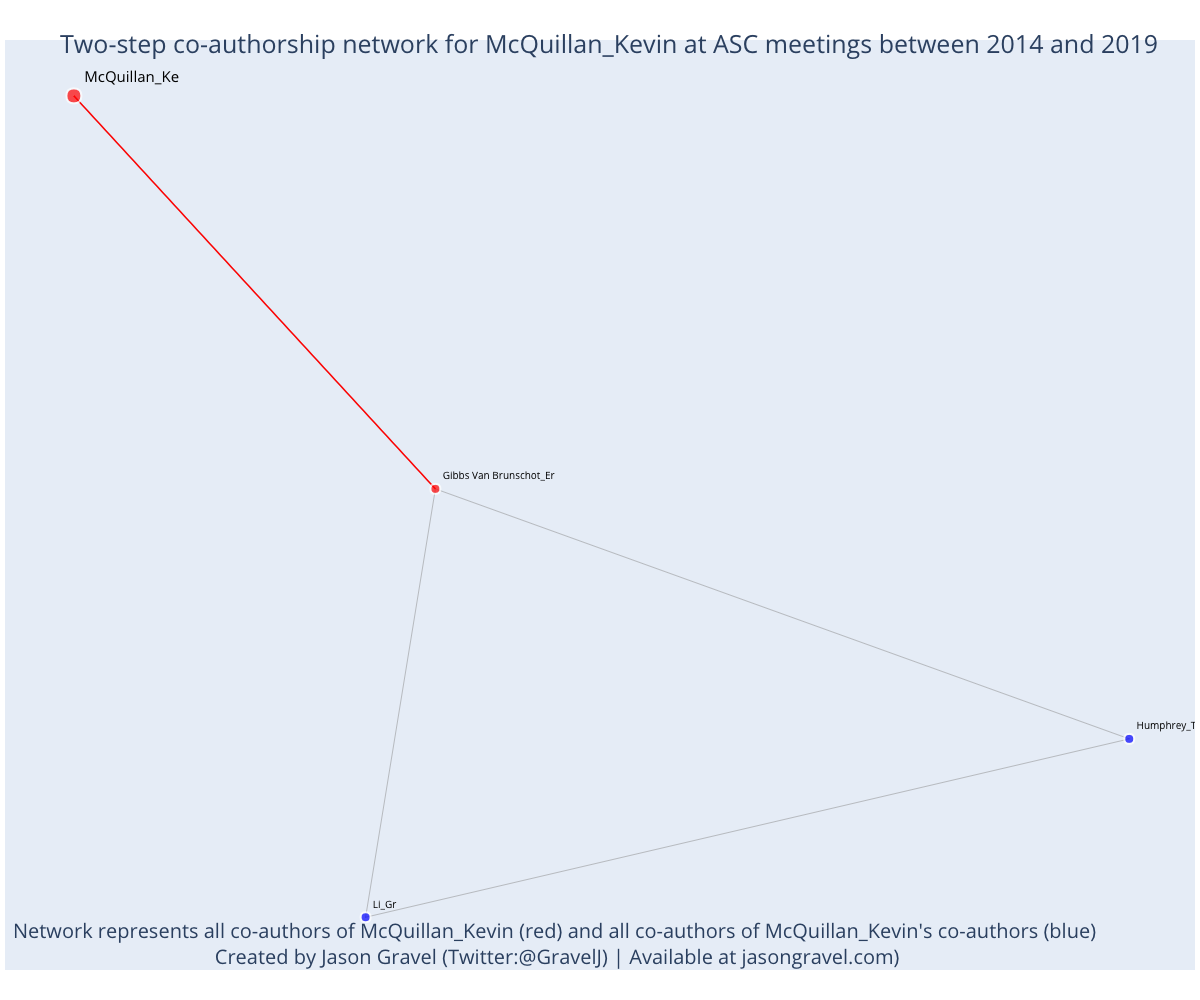 Two-step co-authorship network for McQuillan_Kevin at ASC meetings between 2014 and 2019
McQuillan_Ke
Gibbs Van Brunschot_Er
Humphrey_T
Li_Gr
Network represents all co-authors of McQuillan_Kevin (red) and all co-authors of McQuillan_Kevin's co-authors (blue)
Created by Jason Gravel (Twitter:@GravelJ) | Available at jasongravel.com)